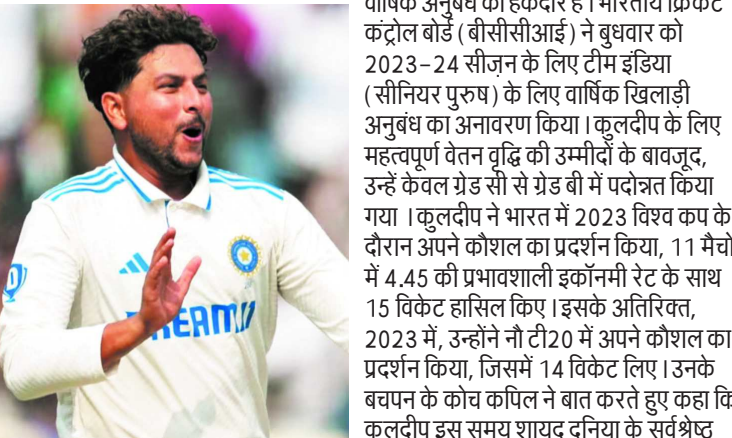 वार्षिक अनुबंध का हकदार है। भारतीय क्रिकेट
कंट्रोल बोर्ड (बीसीसीआई) ने बुधवार को
2023-24 सीज़न के लिए टीम इंडिया
(सीनियर पुरुष) के लिए वार्षिक खिलाड़ी
अनुबंध का अनावरण किया। कुलदीप के लिए
महत्वपूर्ण वेतन वृद्धि की उम्मीदों के बावजूद,
उन्हें केवल ग्रेड सी से ग्रेड बी में पदोन्नत किया
गया । कुलदीप ने भारत में 2023 विश्व कप के
दौरान अपने कौशल का प्रदर्शन किया, 11 मैचों
में 4.45 की प्रभावशाली इकॉनमी रेट के साथ
15 विकेट हासिल किए। इसके अतिरिक्त,
2023 में, उन्होंने नौ टी20 में अपने कौशल का
प्रदर्शन किया, जिसमें 14 विकेट लिए। उनके
बचपन के कोच कपिल ने बात करते हुए कहा कि
कुलदीप इस समय शायद दुनिया के सर्वश्रेष्ठ
DREAM11